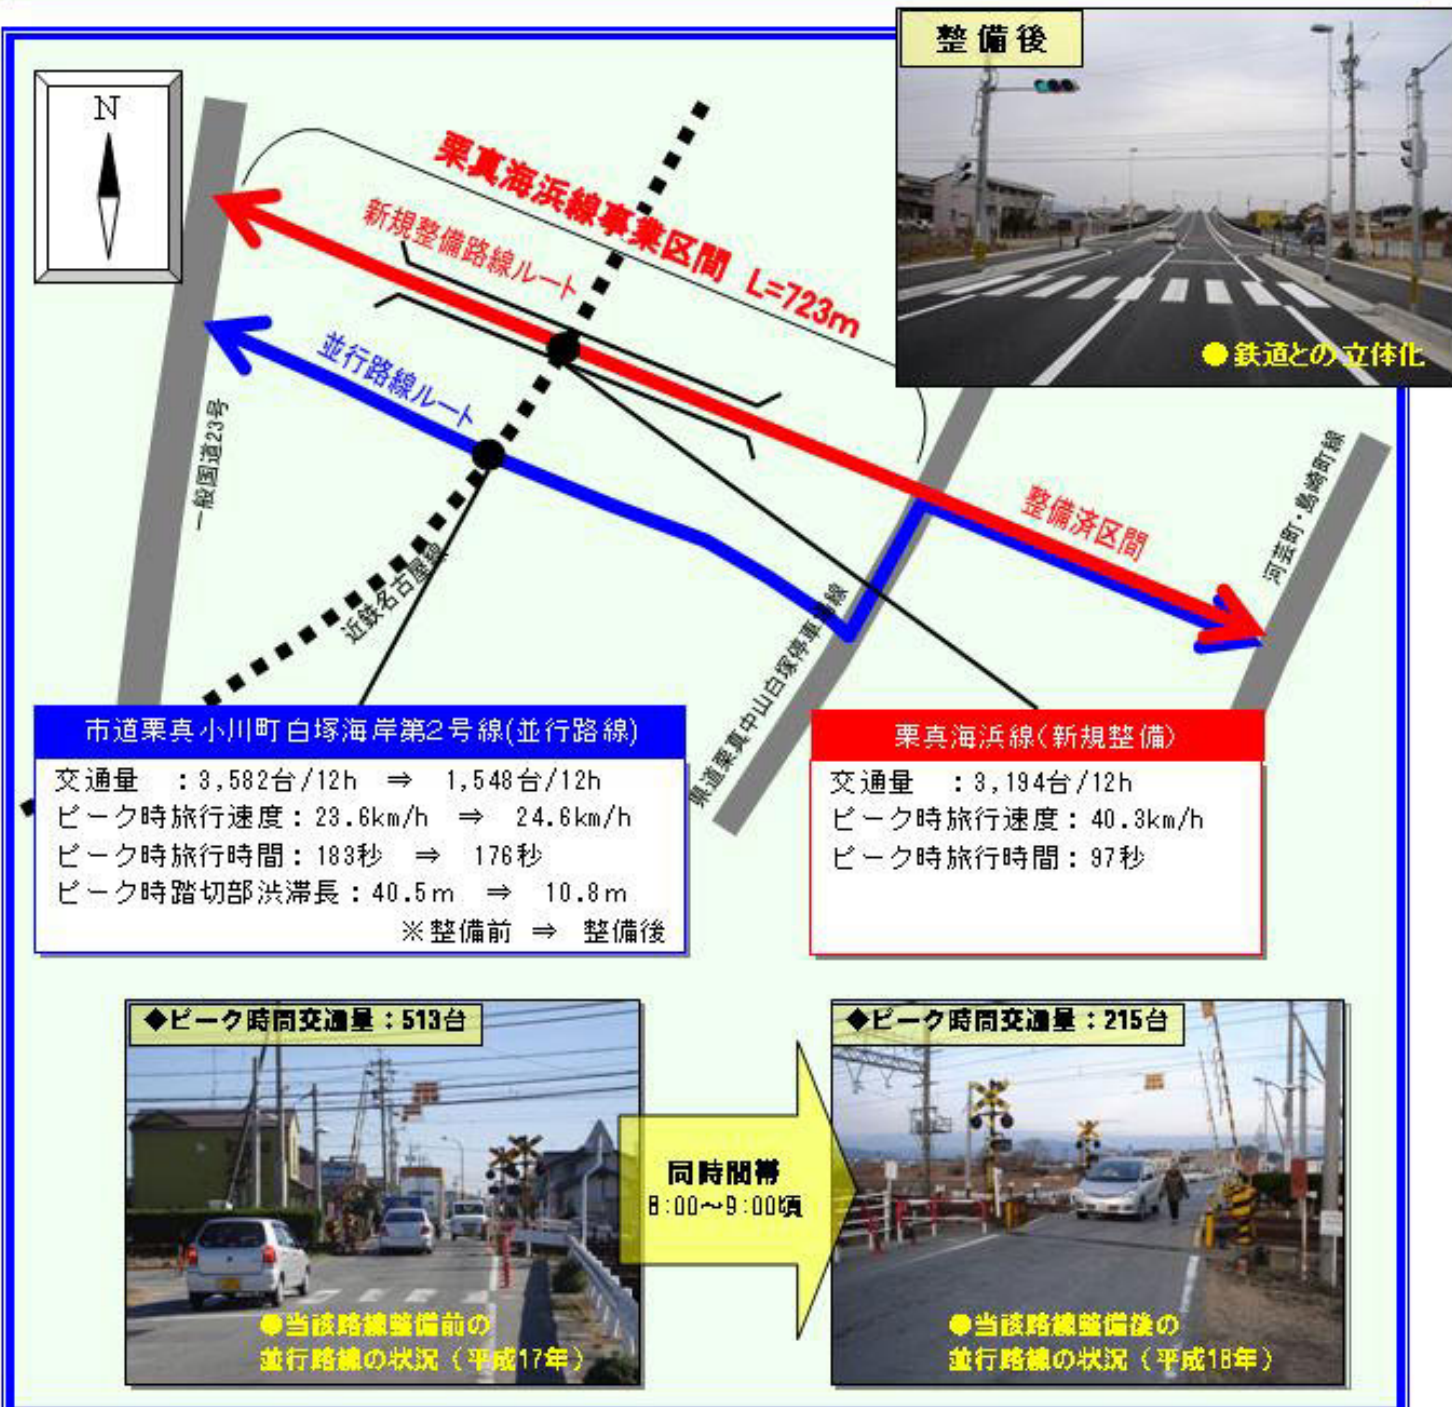 整備後
●鉄道との立体化
N
栗真海浜線事業区間 L=723m
新規整備路線ルート
並行路線ルート
一般国道23号
近鉄名古屋線
整備済区間
河芸町・島崎町線
県道栗真中山白塚停車場線
市道栗真小川町白塚海岸第2号線(並行路線)
交通量 :3,582台/12h ⇒ 1,548台/12h
ピーク時旅行速度:23.6km/h ⇒ 24.6km/h
ピーク時旅行時間:183秒 ⇒ 176秒
ピーク時踏切部渋滞長:40.5m ⇒ 10.8m
※整備前 ⇒ 整備後
栗真海浜線(新規整備)
交通量 :3,194台/12h
ピーク時旅行速度:40.3km/h
ピーク時旅行時間:97秒
◆ピーク時間交通量:513台
●当該路線整備前の
並行路線の状況(平成17年)
同時間帯
8:00~9:00頃
◆ピーク時間交通量:215台
●当該路線整備後の
並行路線の状況(平成18年)